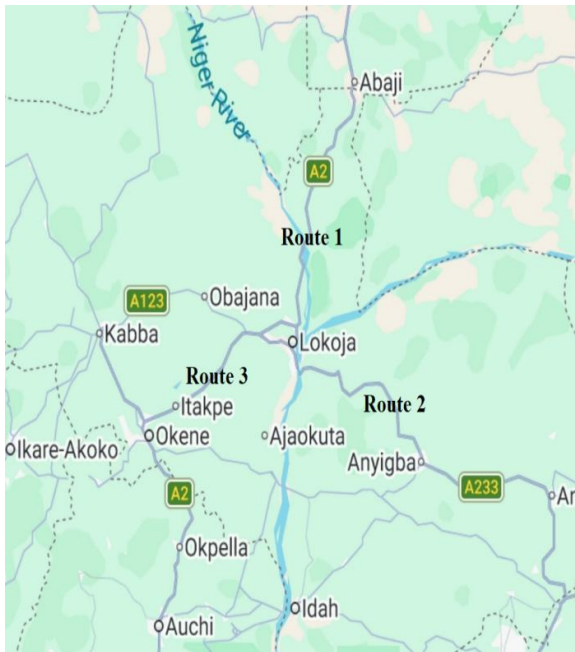 Niger
River
Abaji
A2
Route 1
Obajana
A123
Kabba
Lokoja
Route 3
Itakpe
Route 2
Okene
Ajaokuta
Ikare-Akoko
Anyigba
A233
Ar
A2
Okpella
Idah
Auchi